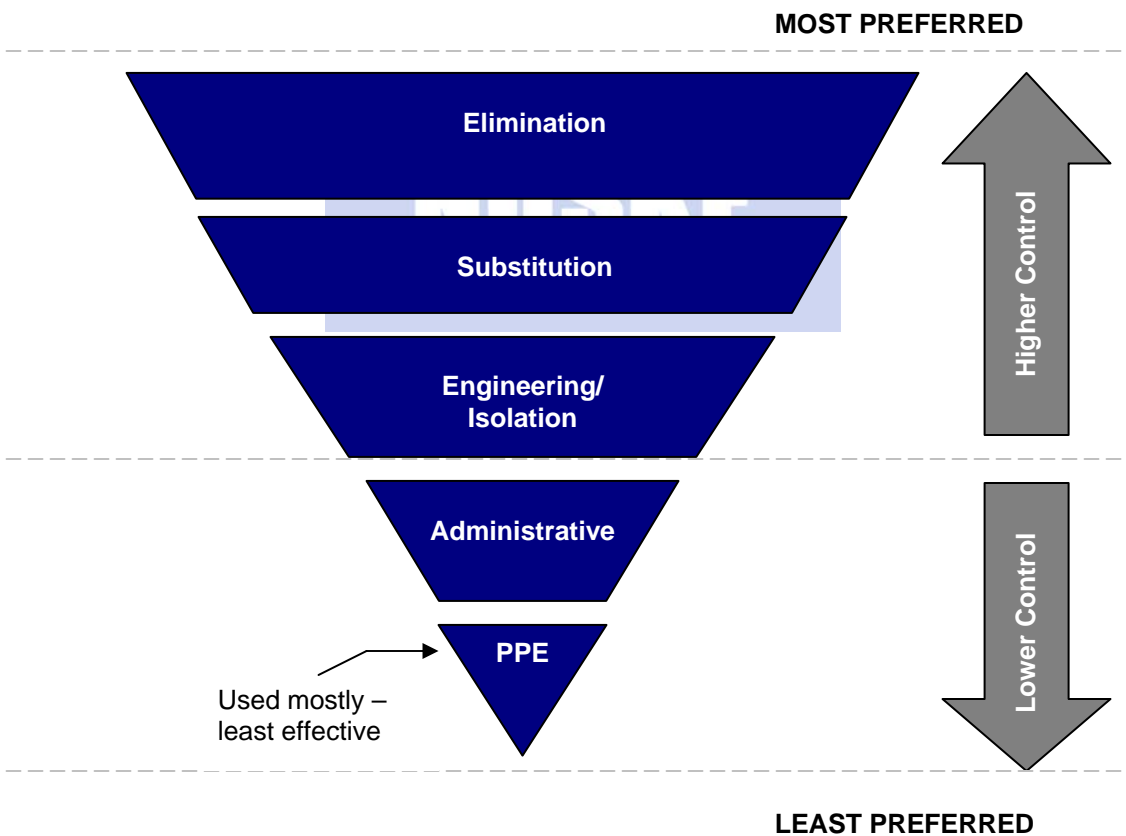 MOST PREFERRED
Elimination
Substitution
Engineering/
Isolation
Higher Control
Administrative
PPE
Used mostly –
least effective
Lower Control
LEAST PREFERRED